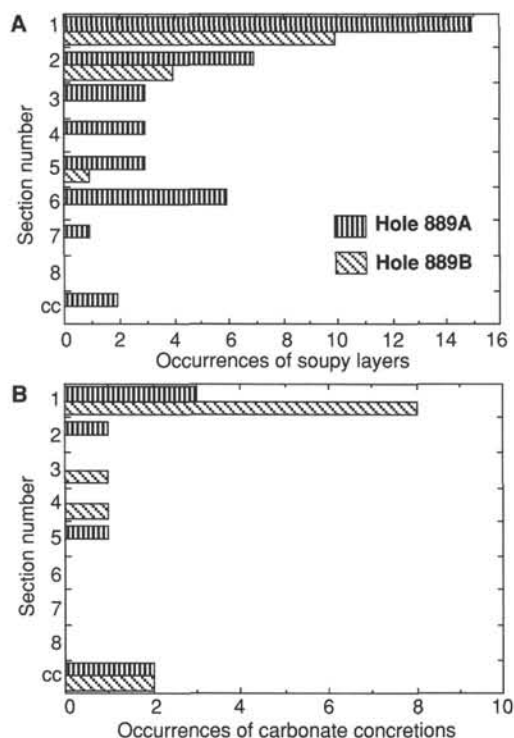 A
Section number
1
2
3
4
5
6
7
8
cc
Hole 889A
Hole 889B
0 2 4 6 8 10 12 14 16
Occurrences of soupy layers
B
Section number
1
2
3
4
5
6
7
8
cc
0 2 4 6 8 10
Occurrences of carbonate concretions